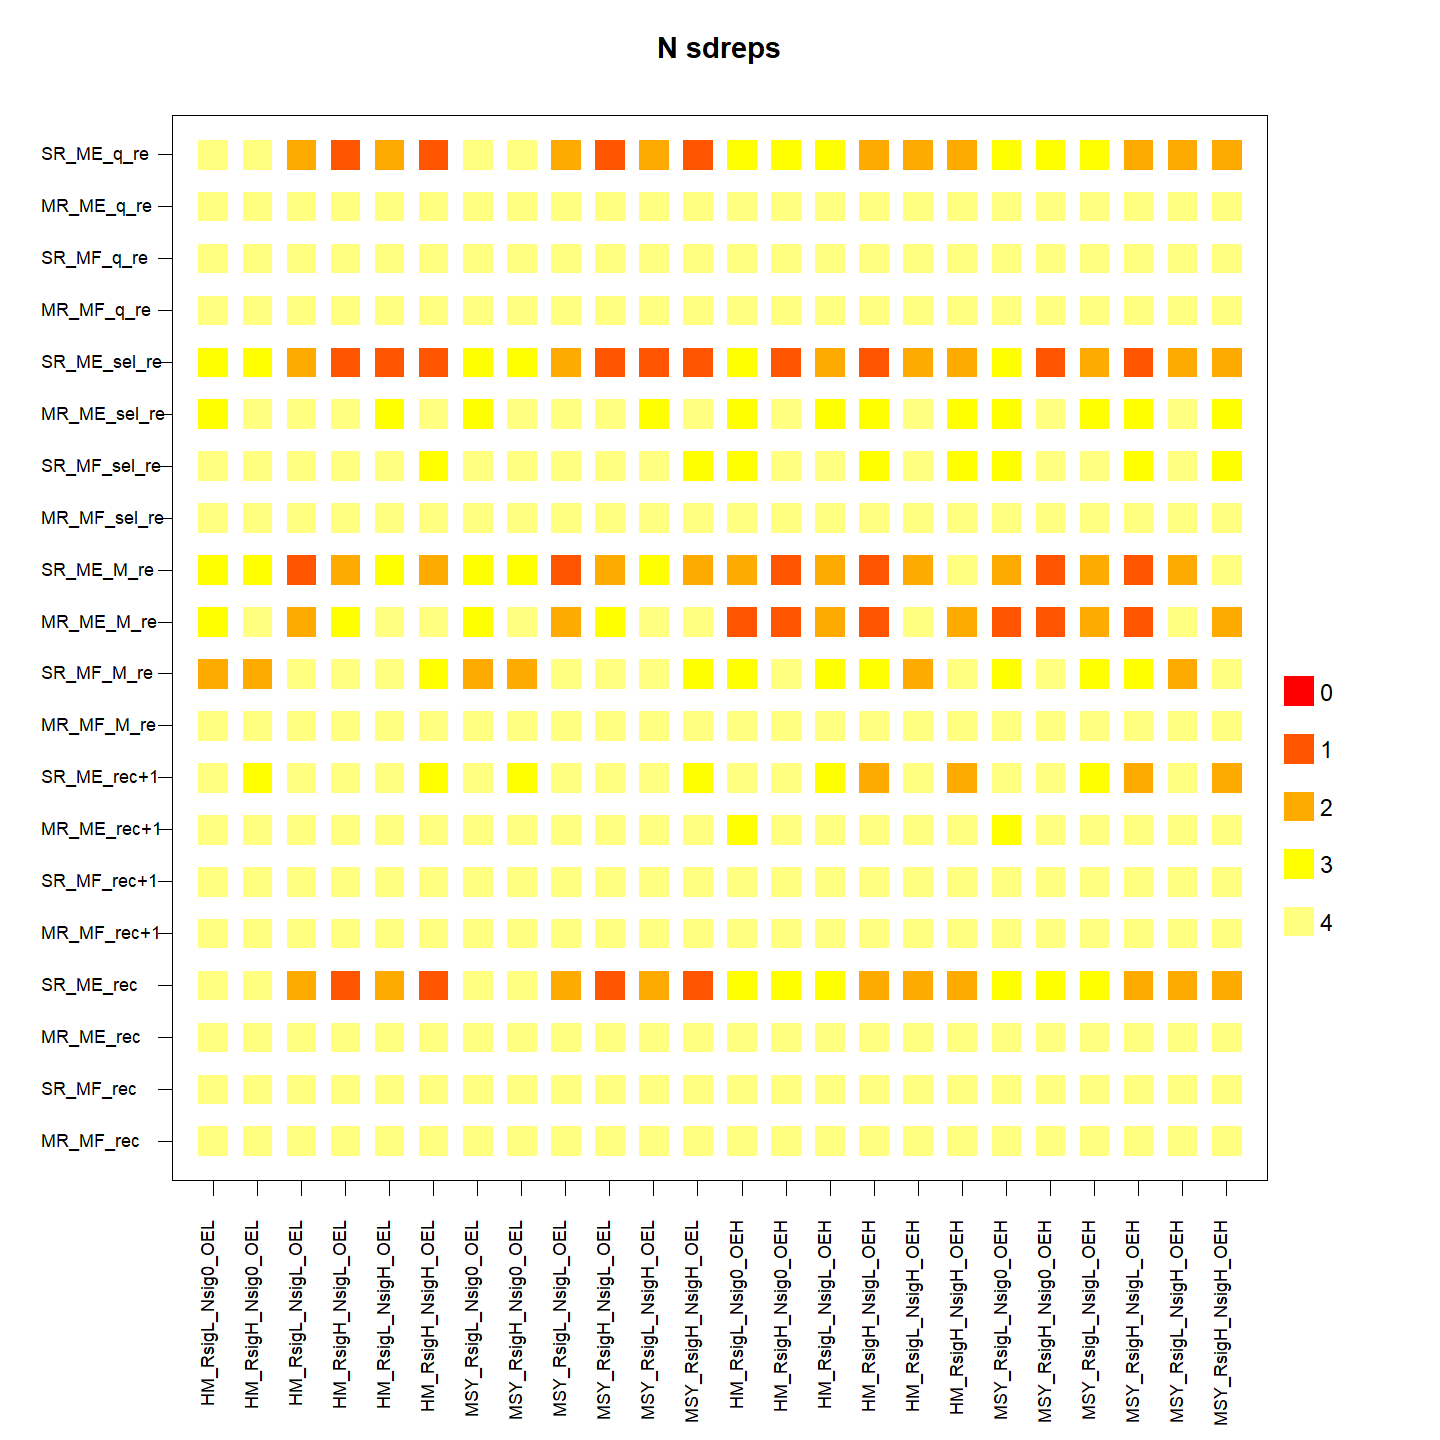 N sdreps
SR_ME_q_re
MR_ME_q_re
SR_MF_q_re
MR_MF_q_re
SR_ME_sel_re
MR_ME_sel_re
SR_MF_sel_re
MR_MF_sel_re
SR_ME_M_re
MR_ME_M_re
SR_MF_M_re
MR_MF_M_re
SR_ME_rec+1
MR_ME_rec+1
SR_MF_rec+1
MR_MF_rec+1
SR_ME_rec
MR_ME_rec
SR_MF_rec
MR_MF_rec
0
1
2
3
4
HM_RsigL_Nsig0_OEL
HM_RsigH_Nsig0_OEL
HM_RsigL_NsigL_OEL
HM_RsigH_NsigL_OEL
HM_RsigL_NsigH_OEL
HM_RsigH_NsigH_OEL
MSY_RsigL_Nsig0_OEL
MSY_RsigH_Nsig0_OEL
MSY_RsigL_NsigL_OEL
MSY_RsigH_NsigL_OEL
MSY_RsigL_NsigH_OEL
MSY_RsigH_NsigH_OEL
HM_RsigL_Nsig0_OEH
HM_RsigH_Nsig0_OEH
HM_RsigL_NsigL_OEH
HM_RsigH_NsigL_OEH
HM_RsigL_NsigH_OEH
HM_RsigH_NsigH_OEH
MSY_RsigL_Nsig0_OEH
MSY_RsigH_Nsig0_OEH
MSY_RsigL_NsigL_OEH
MSY_RsigH_NsigL_OEH
MSY_RsigL_NsigH_OEH
MSY_RsigH_NsigH_OEH